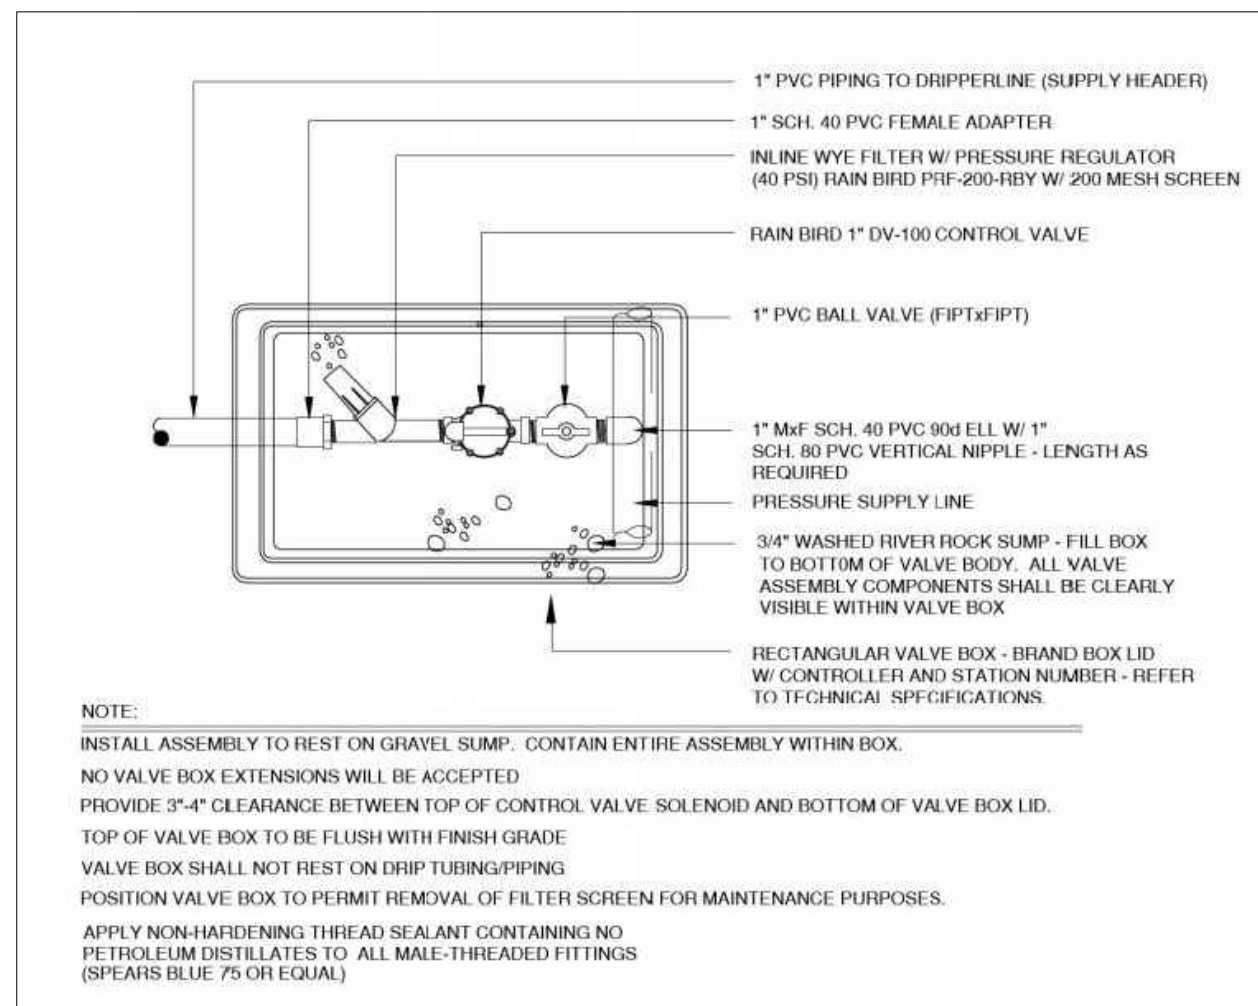 1" PVC PIPING TO DRIPPERLINE (SUPPLY HEADER)
1" SCH. 40 PVC FEMALE ADAPTER
INLINE WYE FILTER W/ PRESSURE REGULATOR
(40 PSI) RAIN BIRD PRF-200-RBY W/ 200 MESH SCREEN
RAIN BIRD 1" DV-100 CONTROL VALVE
1" PVC BALL VALVE (FIPTxFIPT)
1" MxF SCH. 40 PVC 90d ELL W/ 1"
SCH. 80 PVC VERTICAL NIPPLE - LENGTH AS
REQUIRED
PRESSURE SUPPLY LINE
3/4" WASHED RIVER ROCK SUMP - FILL BOX
TO BOTTOM OF VALVE BODY. ALL VALVE
ASSEMBLY COMPONENTS SHALL BE CLEARLY
VISIBLE WITHIN VALVE BOX
RECTANGULAR VALVE BOX - BRAND BOX LID
W/ CONTROLLER AND STATION NUMBER - REFER
TO TECHNICAL SPECIFICATIONS.
NOTE:
INSTALL ASSEMBLY TO REST ON GRAVEL SUMP. CONTAIN ENTIRE ASSEMBLY WITHIN BOX.
NO VALVE BOX EXTENSIONS WILL BE ACCEPTED
PROVIDE 3"-4" CLEARANCE BETWEEN TOP OF CONTROL VALVE SOLENOID AND BOTTOM OF VALVE BOX LID.
TOP OF VALVE BOX TO BE FLUSH WITH FINISH GRADE
VALVE BOX SHALL NOT REST ON DRIP TUBING/PIPING
POSITION VALVE BOX TO PERMIT REMOVAL OF FILTER SCREEN FOR MAINTENANCE PURPOSES.
APPLY NON-HARDENING THREAD SEALANT CONTAINING NO
PETROLEUM DISTILLATES TO ALL MALE-THREADED FITTINGS
(SPEARS BLUE 75 OR EQUAL)